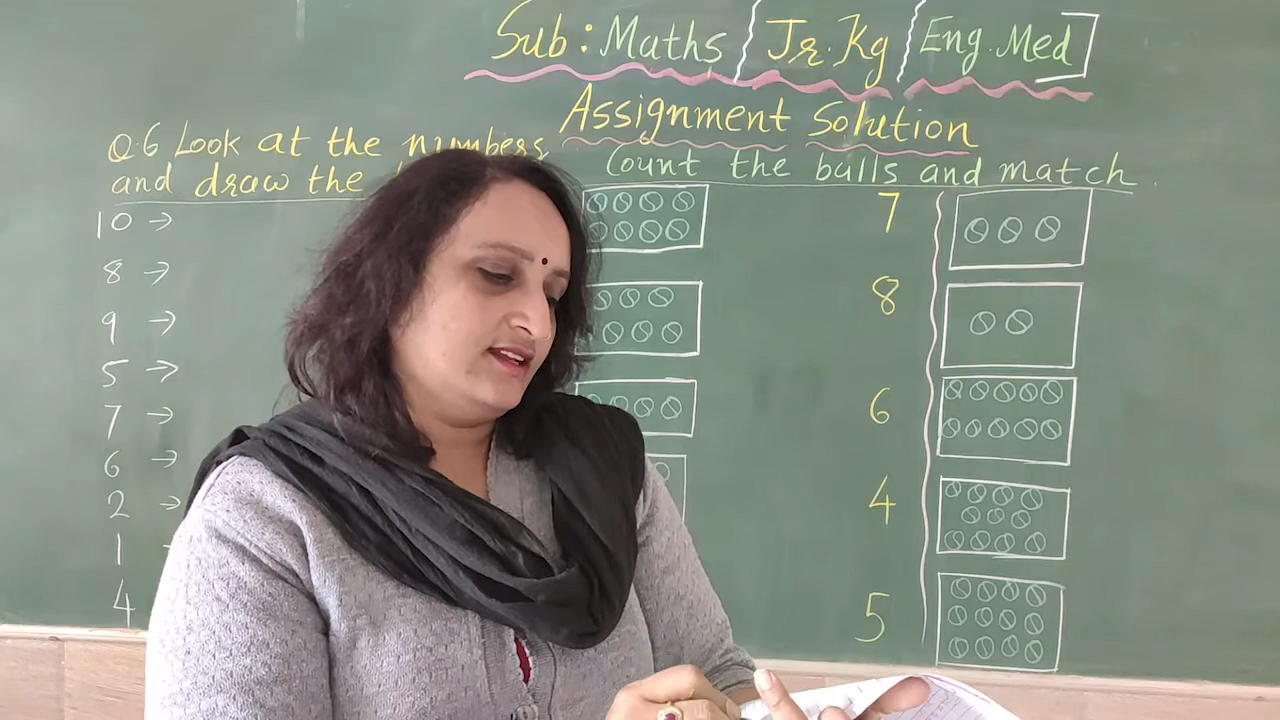 Sub: Maths / Jr. Kg / Eng. Med]
Assignment Solution
Q.6 Look at the numbers
and draw the
Count the balls and match.
10 →
8 →
9 →
5 →
7 →
6 →
2 →
1 →
4
7
8
6
4
5